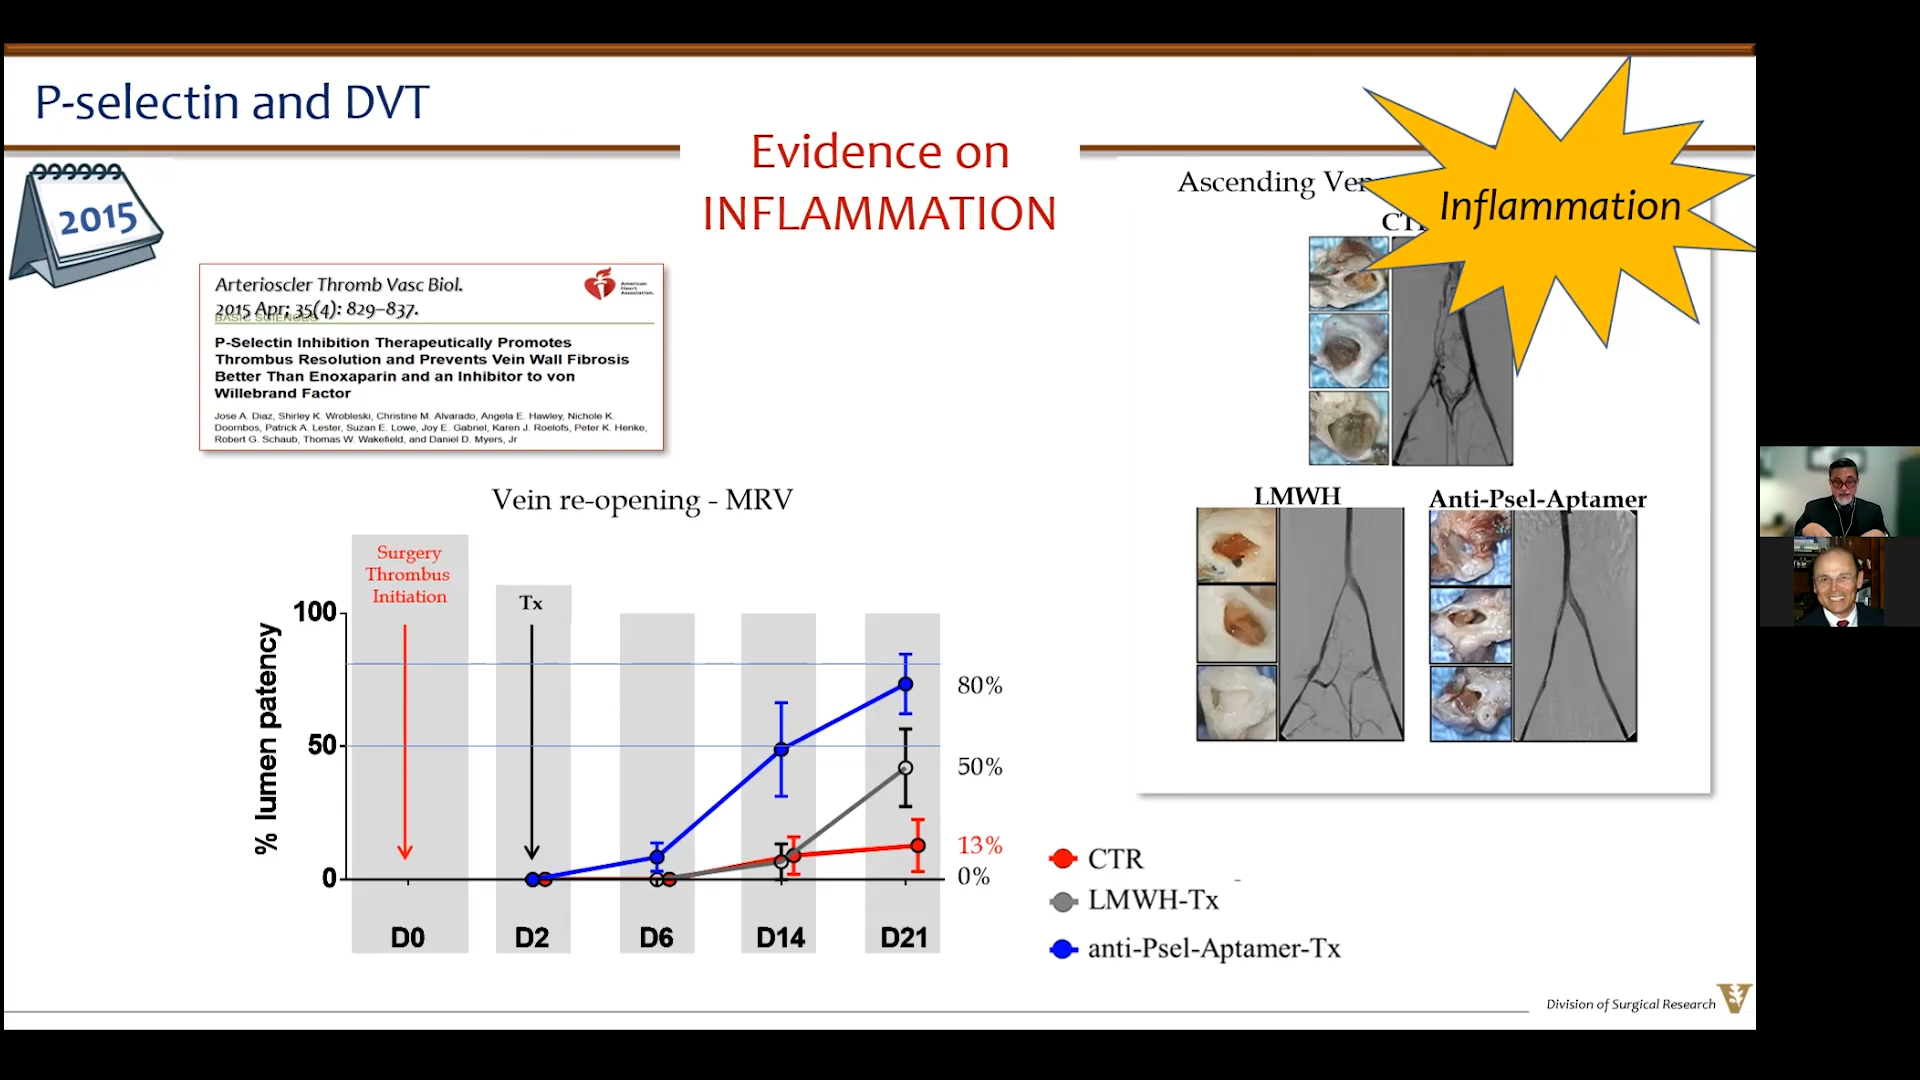 P-selectin and DVT
Evidence on
INFLAMMATION
2015
Arterioscler Thromb Vasc Biol.
2015 Apr; 35(4): 829–837.
BASIC SCIENCES
American
Heart
Association.
P-Selectin Inhibition Therapeutically Promotes
Thrombus Resolution and Prevents Vein Wall Fibrosis
Better Than Enoxaparin and an Inhibitor to von
Willebrand Factor
Jose A. Diaz, Shirley K. Wrobleski, Christine M. Alvarado, Angela E. Hawley, Nichole K.
Doornbos, Patrick A. Lester, Suzan E. Lowe, Joy E. Gabriel, Karen J. Roelofs, Peter K. Henke,
Robert G. Schaub, Thomas W. Wakefield, and Daniel D. Myers, Jr
Ascending
Inflammation
LMWH
Anti-Psel-Aptamer
Vein re-opening - MRV
Surgery
Thrombus
Initiation
Tx
% lumen patency
100
50
0
80%
50%
13%
0%
D0 D2 D6 D14 D21
CTR
LMWH-Tx
anti-Psel-Aptamer-Tx
Division of Surgical Research